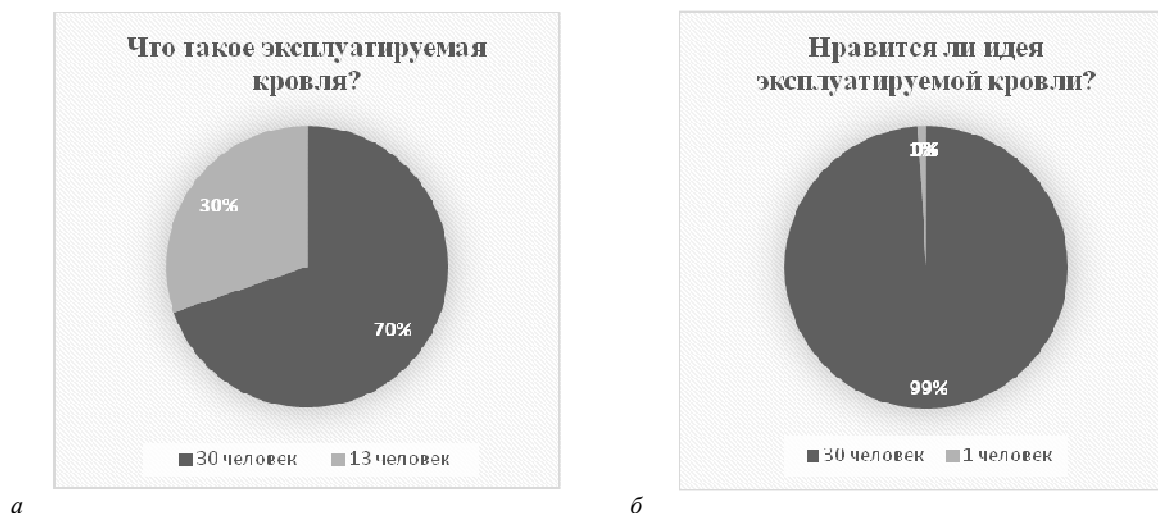 Что такое эксплуатируемая
кровля?
30%
70%
30 человек
13 человек
а
Нравится ли идея
эксплуатируемой кровли?
99%
30 человек
1 человек
б